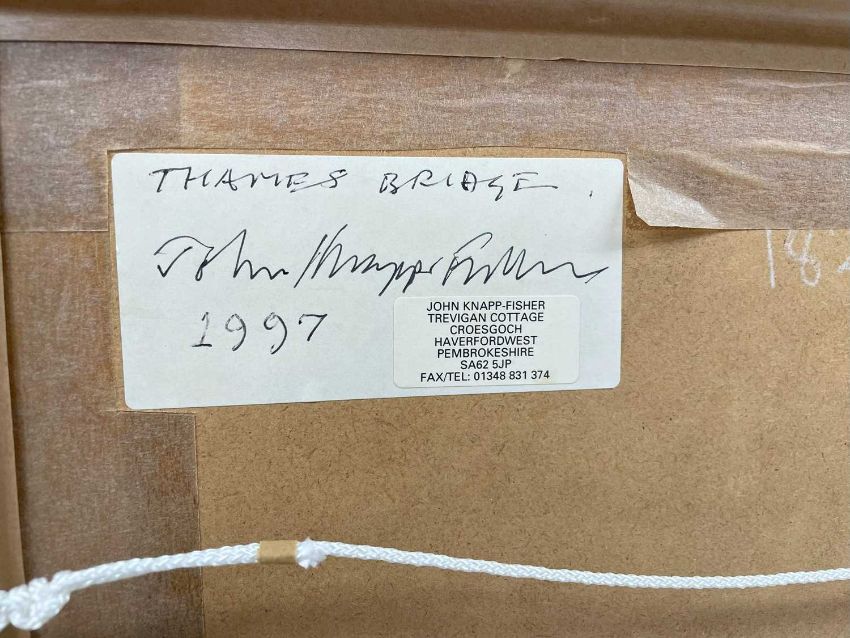 THAMES BRIDGE.
John Knapp Fisher
1997
JOHN KNAPP-FISHER
TREVIGAN COTTAGE
CROESGOCH
HAVERFORDWEST
PEMBROKESHIRE
SA62 5JP
FAX/TEL: 01348 831 374
18